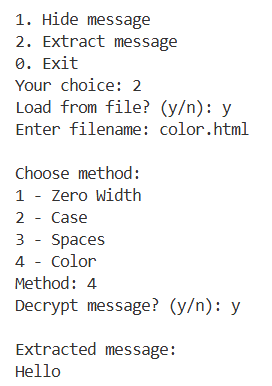 1. Hide message
2. Extract message
0. Exit
Your choice: 2
Load from file? (y/n): y
Enter filename: color.html

Choose method:
1 - Zero Width
2 - Case
3 - Spaces
4 - Color
Method: 4
Decrypt message? (y/n): y

Extracted message:
Hello